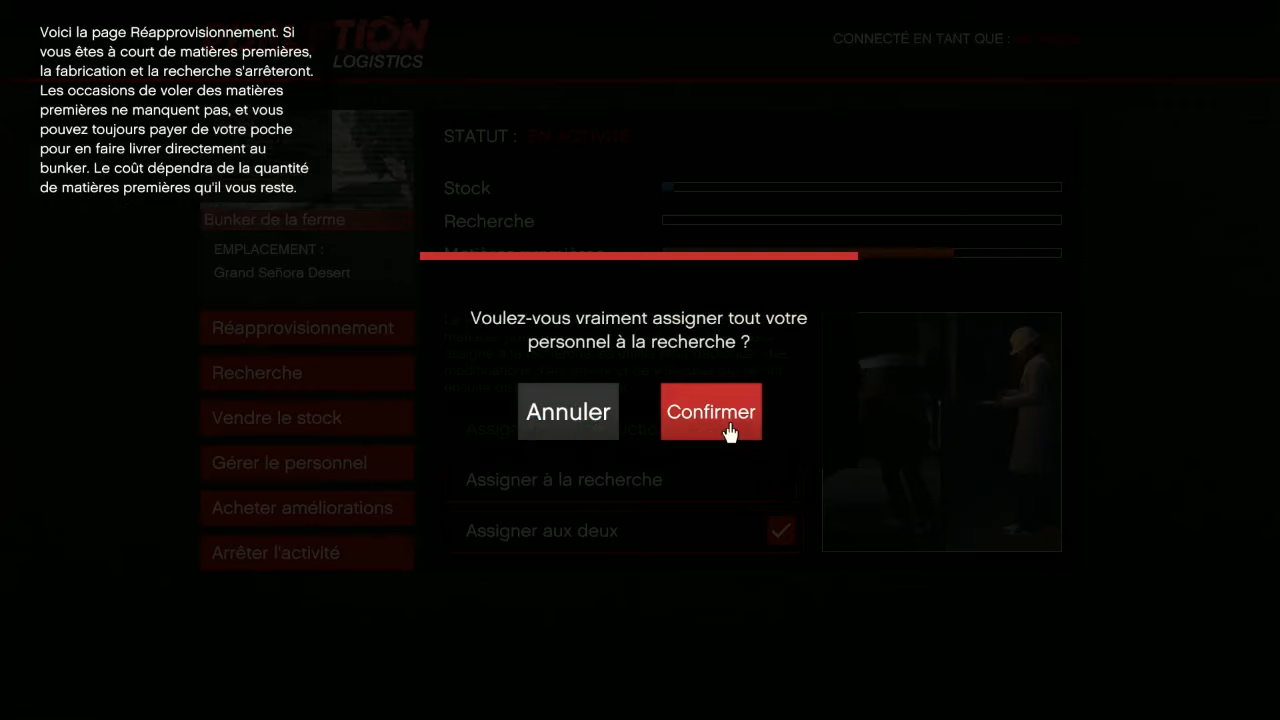 Voici la page Réapprovisionnement. Si
vous êtes à court de matières premières,
la fabrication et la recherche s'arrêteront.
Les occasions de voler des matières
premières ne manquent pas, et vous
pouvez toujours payer de votre poche
pour en faire livrer directement au
bunker. Le coût dépendra de la quantité
de matières premières qu'il vous reste.
LOGISTICS
CONNECTÉ EN TANT QUE :
STATUT : EN ACTIVITÉ
Stock
Recherche
Matières premières
Bunker de la ferme
EMPLACEMENT :
Grand Señora Desert
Réapprovisionnement
Recherche
Vendre le stock
Gérer le personnel
Acheter améliorations
Arrêter l'activité
Voulez-vous vraiment assigner tout votre
personnel à la recherche ?
Annuler
Confirmer
Assigner à la recherche
Assigner aux deux